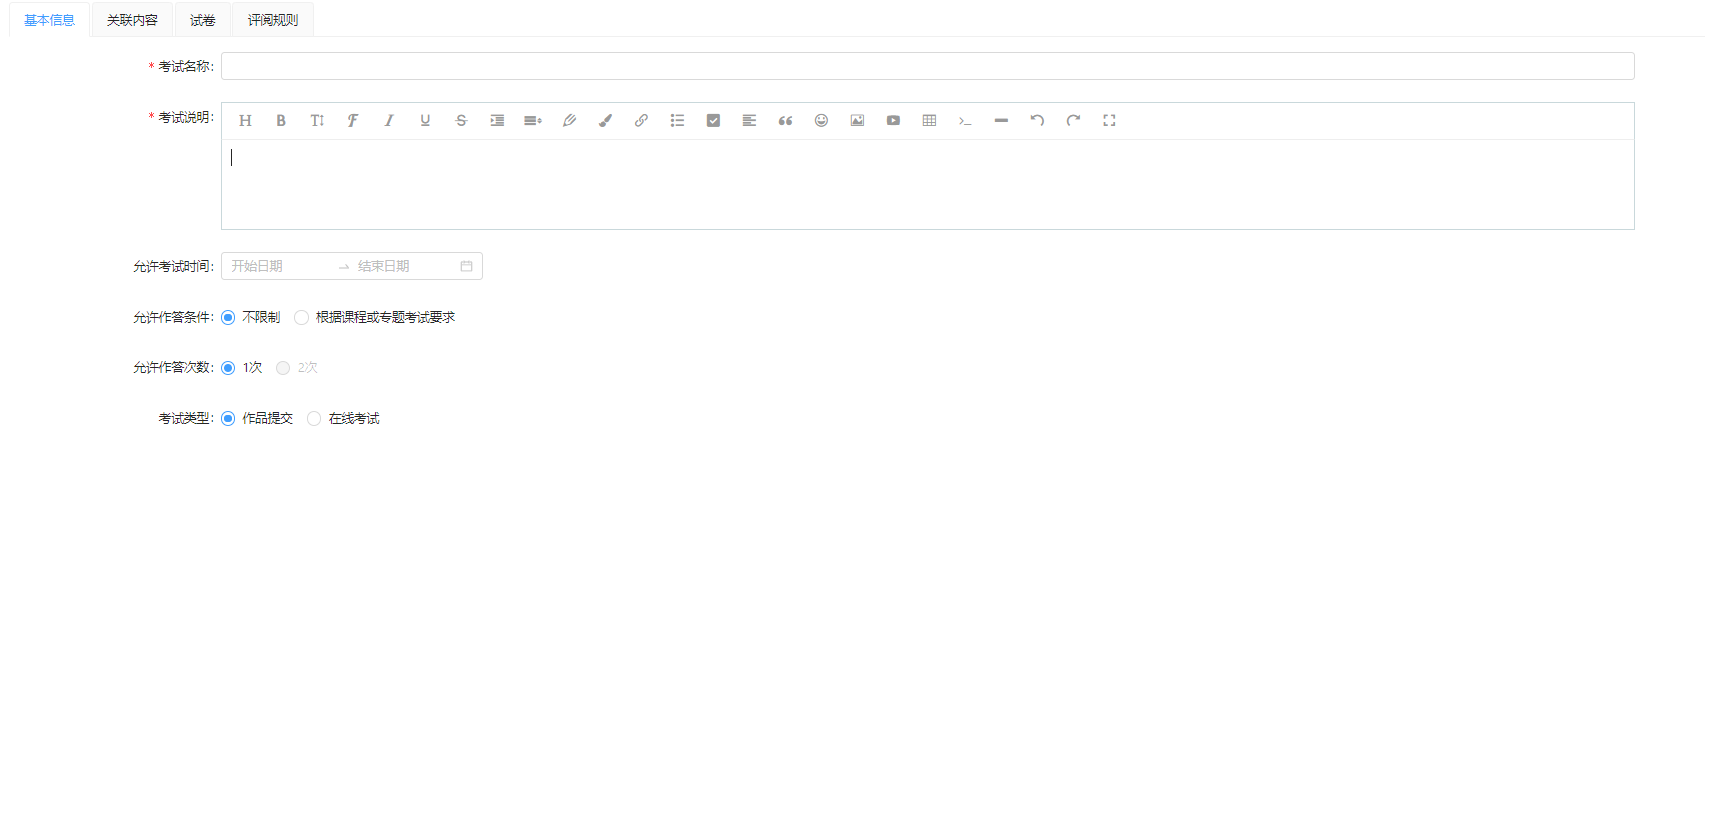 基本信息 关联内容 试卷 评阅规则
* 考试名称:
* 考试说明:
允许考试时间: 开始日期 → 结束日期
允许作答条件: 不限制 根据课程或专题考试要求
允许作答次数: 1次 2次
考试类型: 作品提交 在线考试